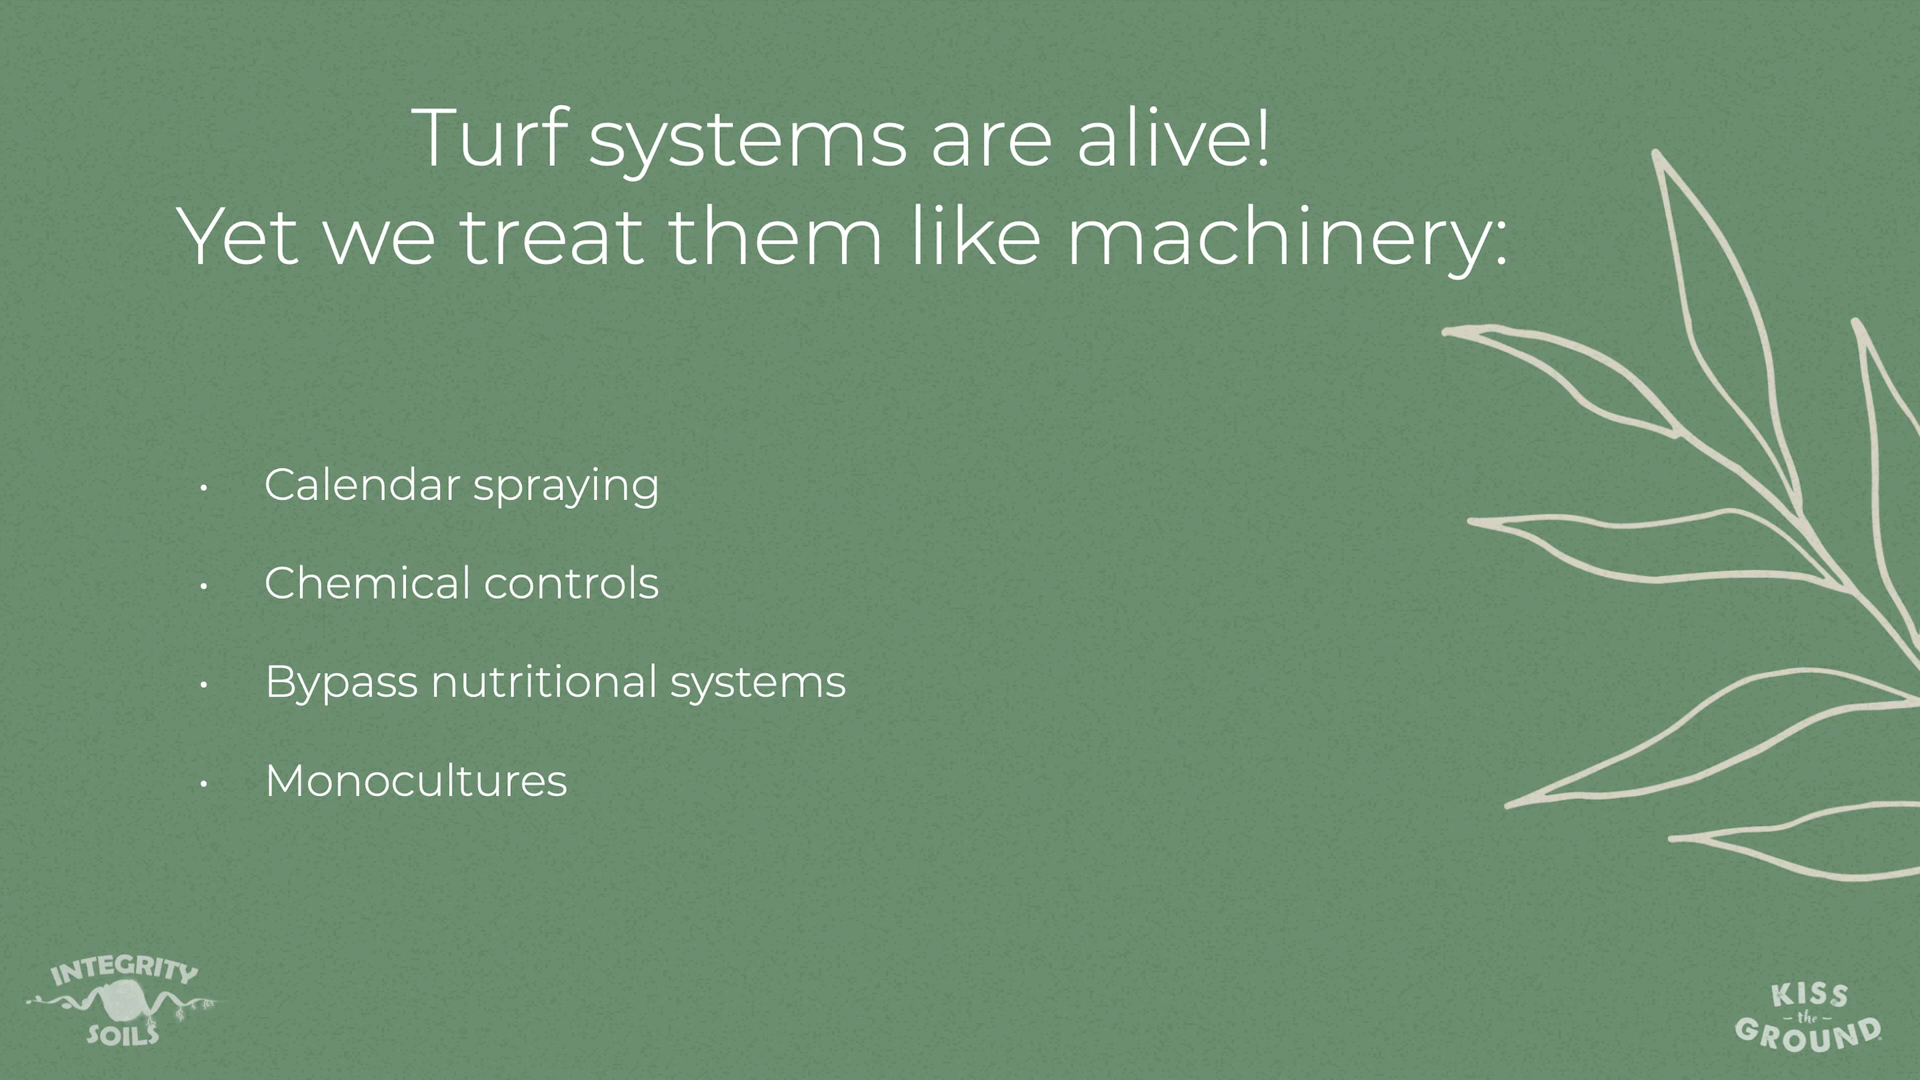 Turf systems are alive!
Yet we treat them like machinery:
• Calendar spraying
• Chemical controls
• Bypass nutritional systems
• Monocultures
INTEGRITY
SOILS
KISS
- the -
GROUND